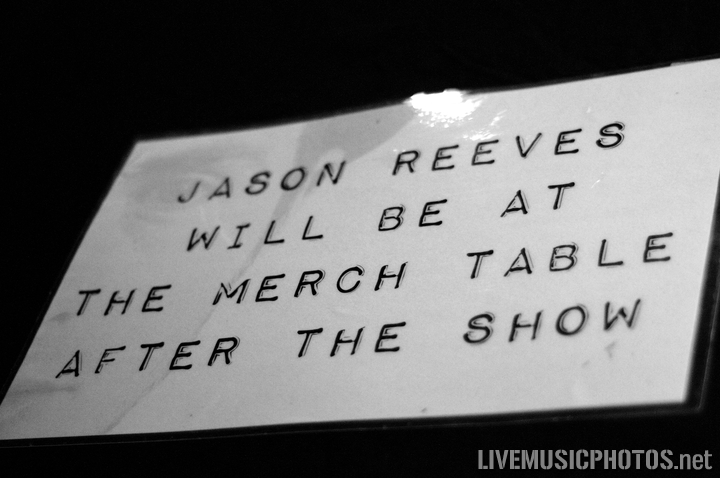 JASON REEVES
WILL BE AT
THE MERCH TABLE
AFTER THE SHOW
LIVEMUSICPHOTOS.net